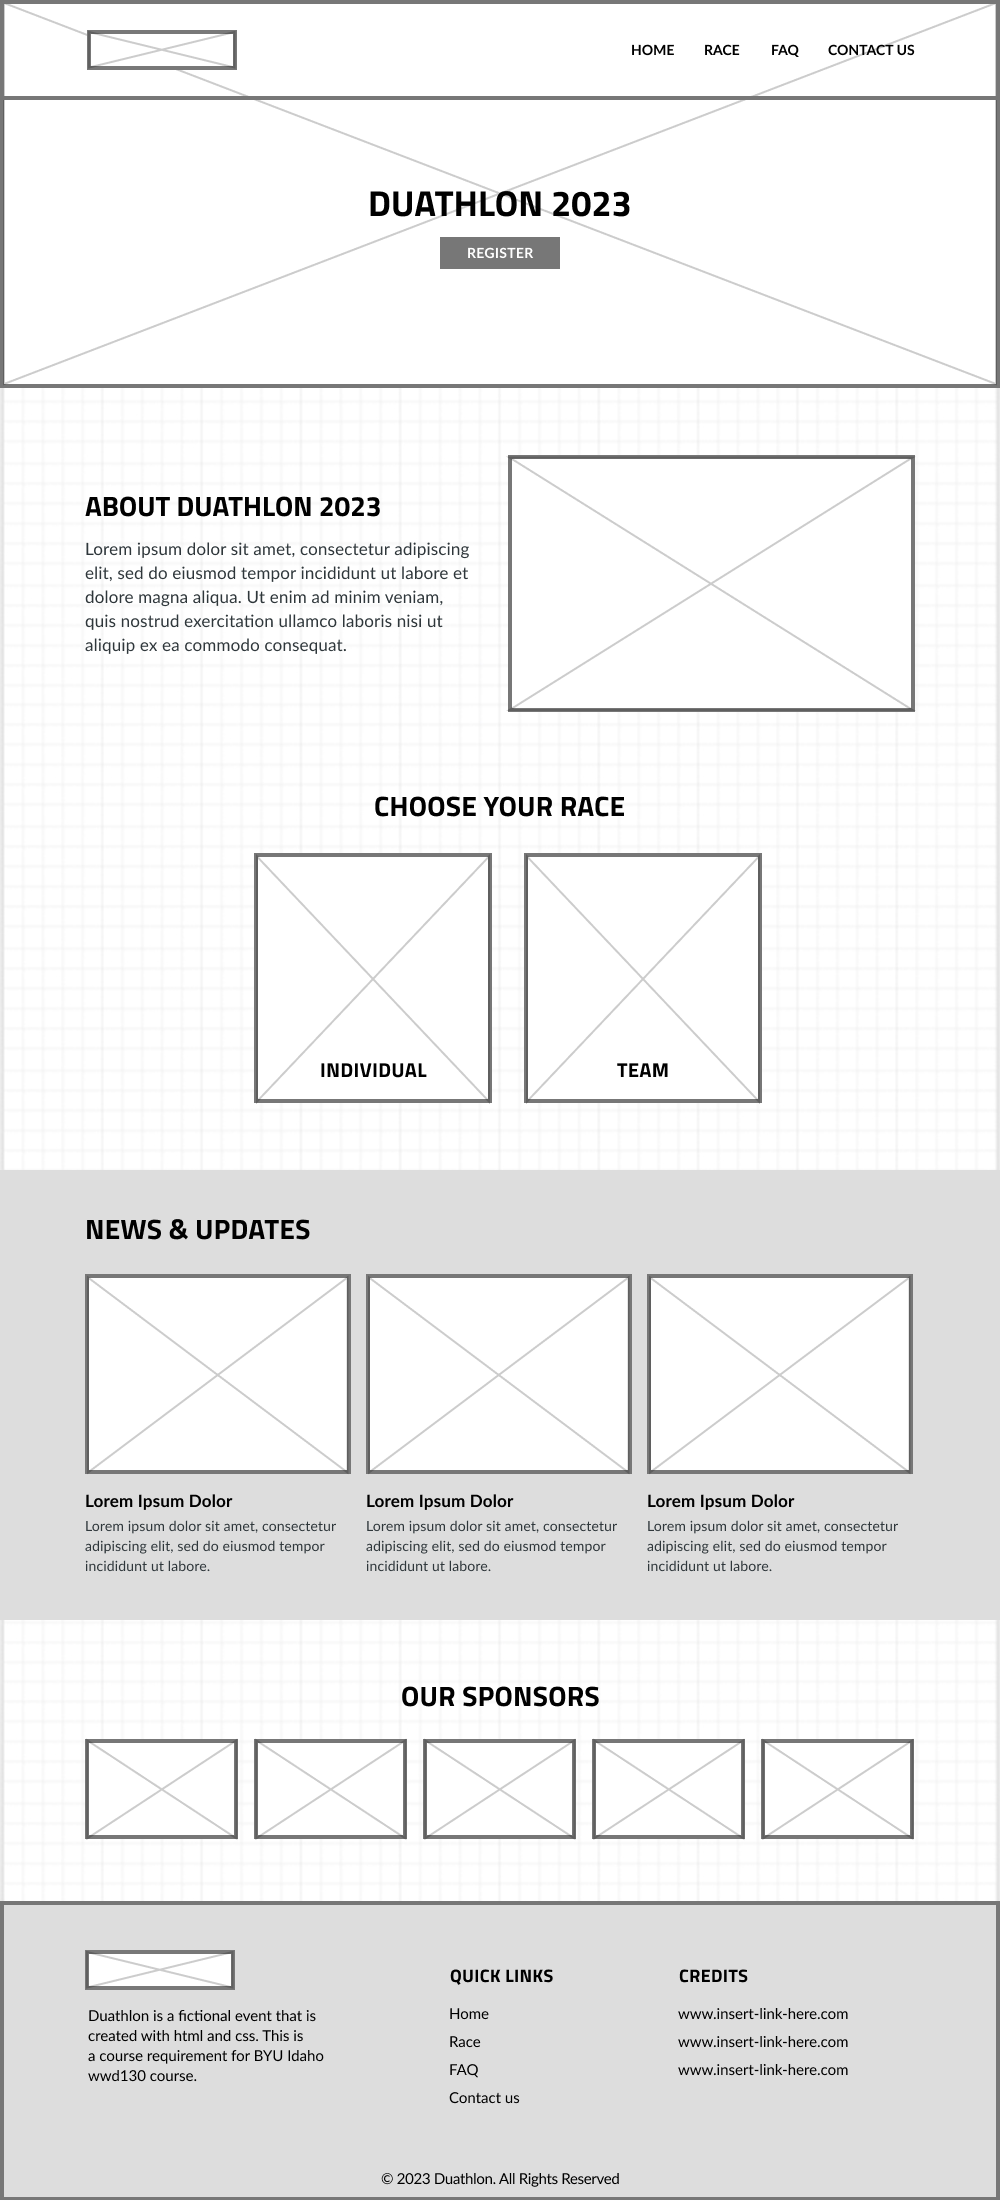 HOME RACE FAQ CONTACT US
DUATHLON 2023
REGISTER
ABOUT DUATHLON 2023
Lorem ipsum dolor sit amet, consectetur adipiscing
elit, sed do eiusmod tempor incididunt ut labore et
dolore magna aliqua. Ut enim ad minim veniam,
quis nostrud exercitation ullamco laboris nisi ut
aliquip ex ea commodo consequat.
CHOOSE YOUR RACE
INDIVIDUAL
TEAM
NEWS & UPDATES
Lorem Ipsum Dolor
Lorem ipsum dolor sit amet, consectetur
adipiscing elit, sed do eiusmod tempor
incididunt ut labore.
Lorem Ipsum Dolor
Lorem ipsum dolor sit amet, consectetur
adipiscing elit, sed do eiusmod tempor
incididunt ut labore.
Lorem Ipsum Dolor
Lorem ipsum dolor sit amet, consectetur
adipiscing elit, sed do eiusmod tempor
incididunt ut labore.
OUR SPONSORS
Duathlon is a fictional event that is
created with html and css. This is
a course requirement for BYU Idaho
wwd130 course.
QUICK LINKS
Home
Race
FAQ
Contact us
CREDITS
www.insert-link-here.com
www.insert-link-here.com
www.insert-link-here.com
© 2023 Duathlon. All Rights Reserved